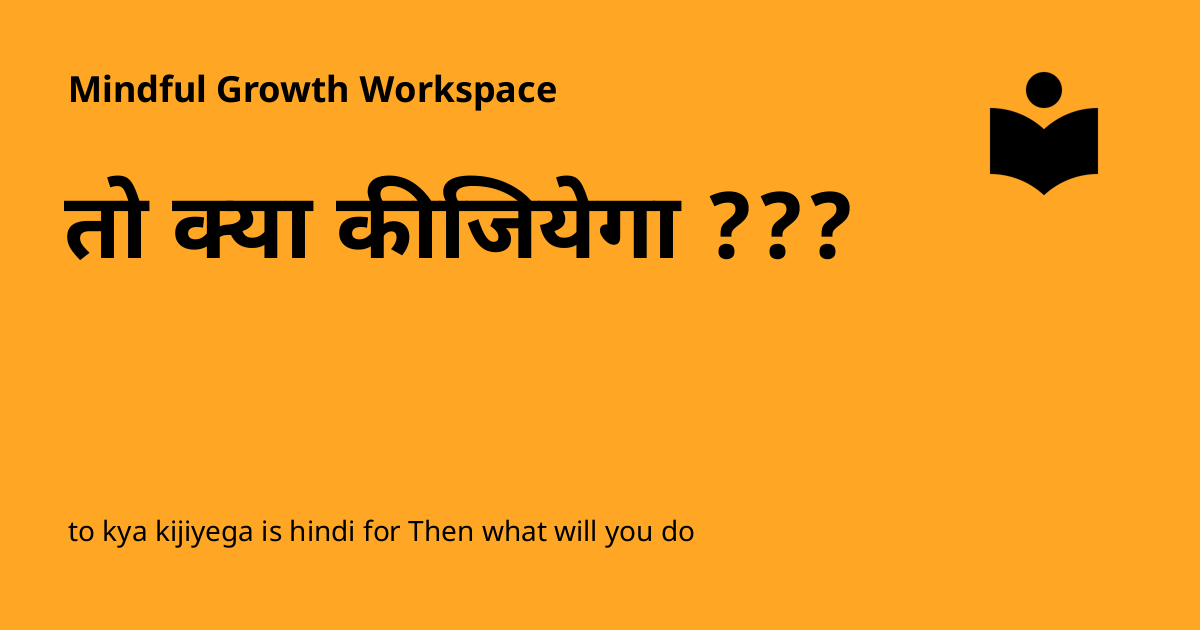 Mindful Growth Workspace
तो क्या कीजियेगा ???
to kya kijiyega is hindi for Then what will you do